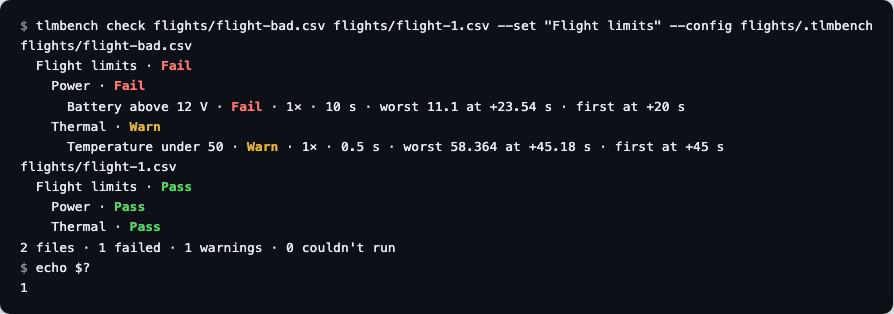 $ tlmbench check flights/flight-bad.csv flights/flight-1.csv --set "Flight limits" --config flights/.tlmbench
flights/flight-bad.csv
Flight limits · Fail
Power · Fail
Battery above 12 V · Fail · 1× · 10 s · worst 11.1 at +23.54 s · first at +20 s
Thermal · Warn
Temperature under 50 · Warn · 1× · 0.5 s · worst 58.364 at +45.18 s · first at +45 s
flights/flight-1.csv
Flight limits · Pass
Power · Pass
Thermal · Pass
2 files · 1 failed · 1 warnings · 0 couldn't run
$ echo $?
1